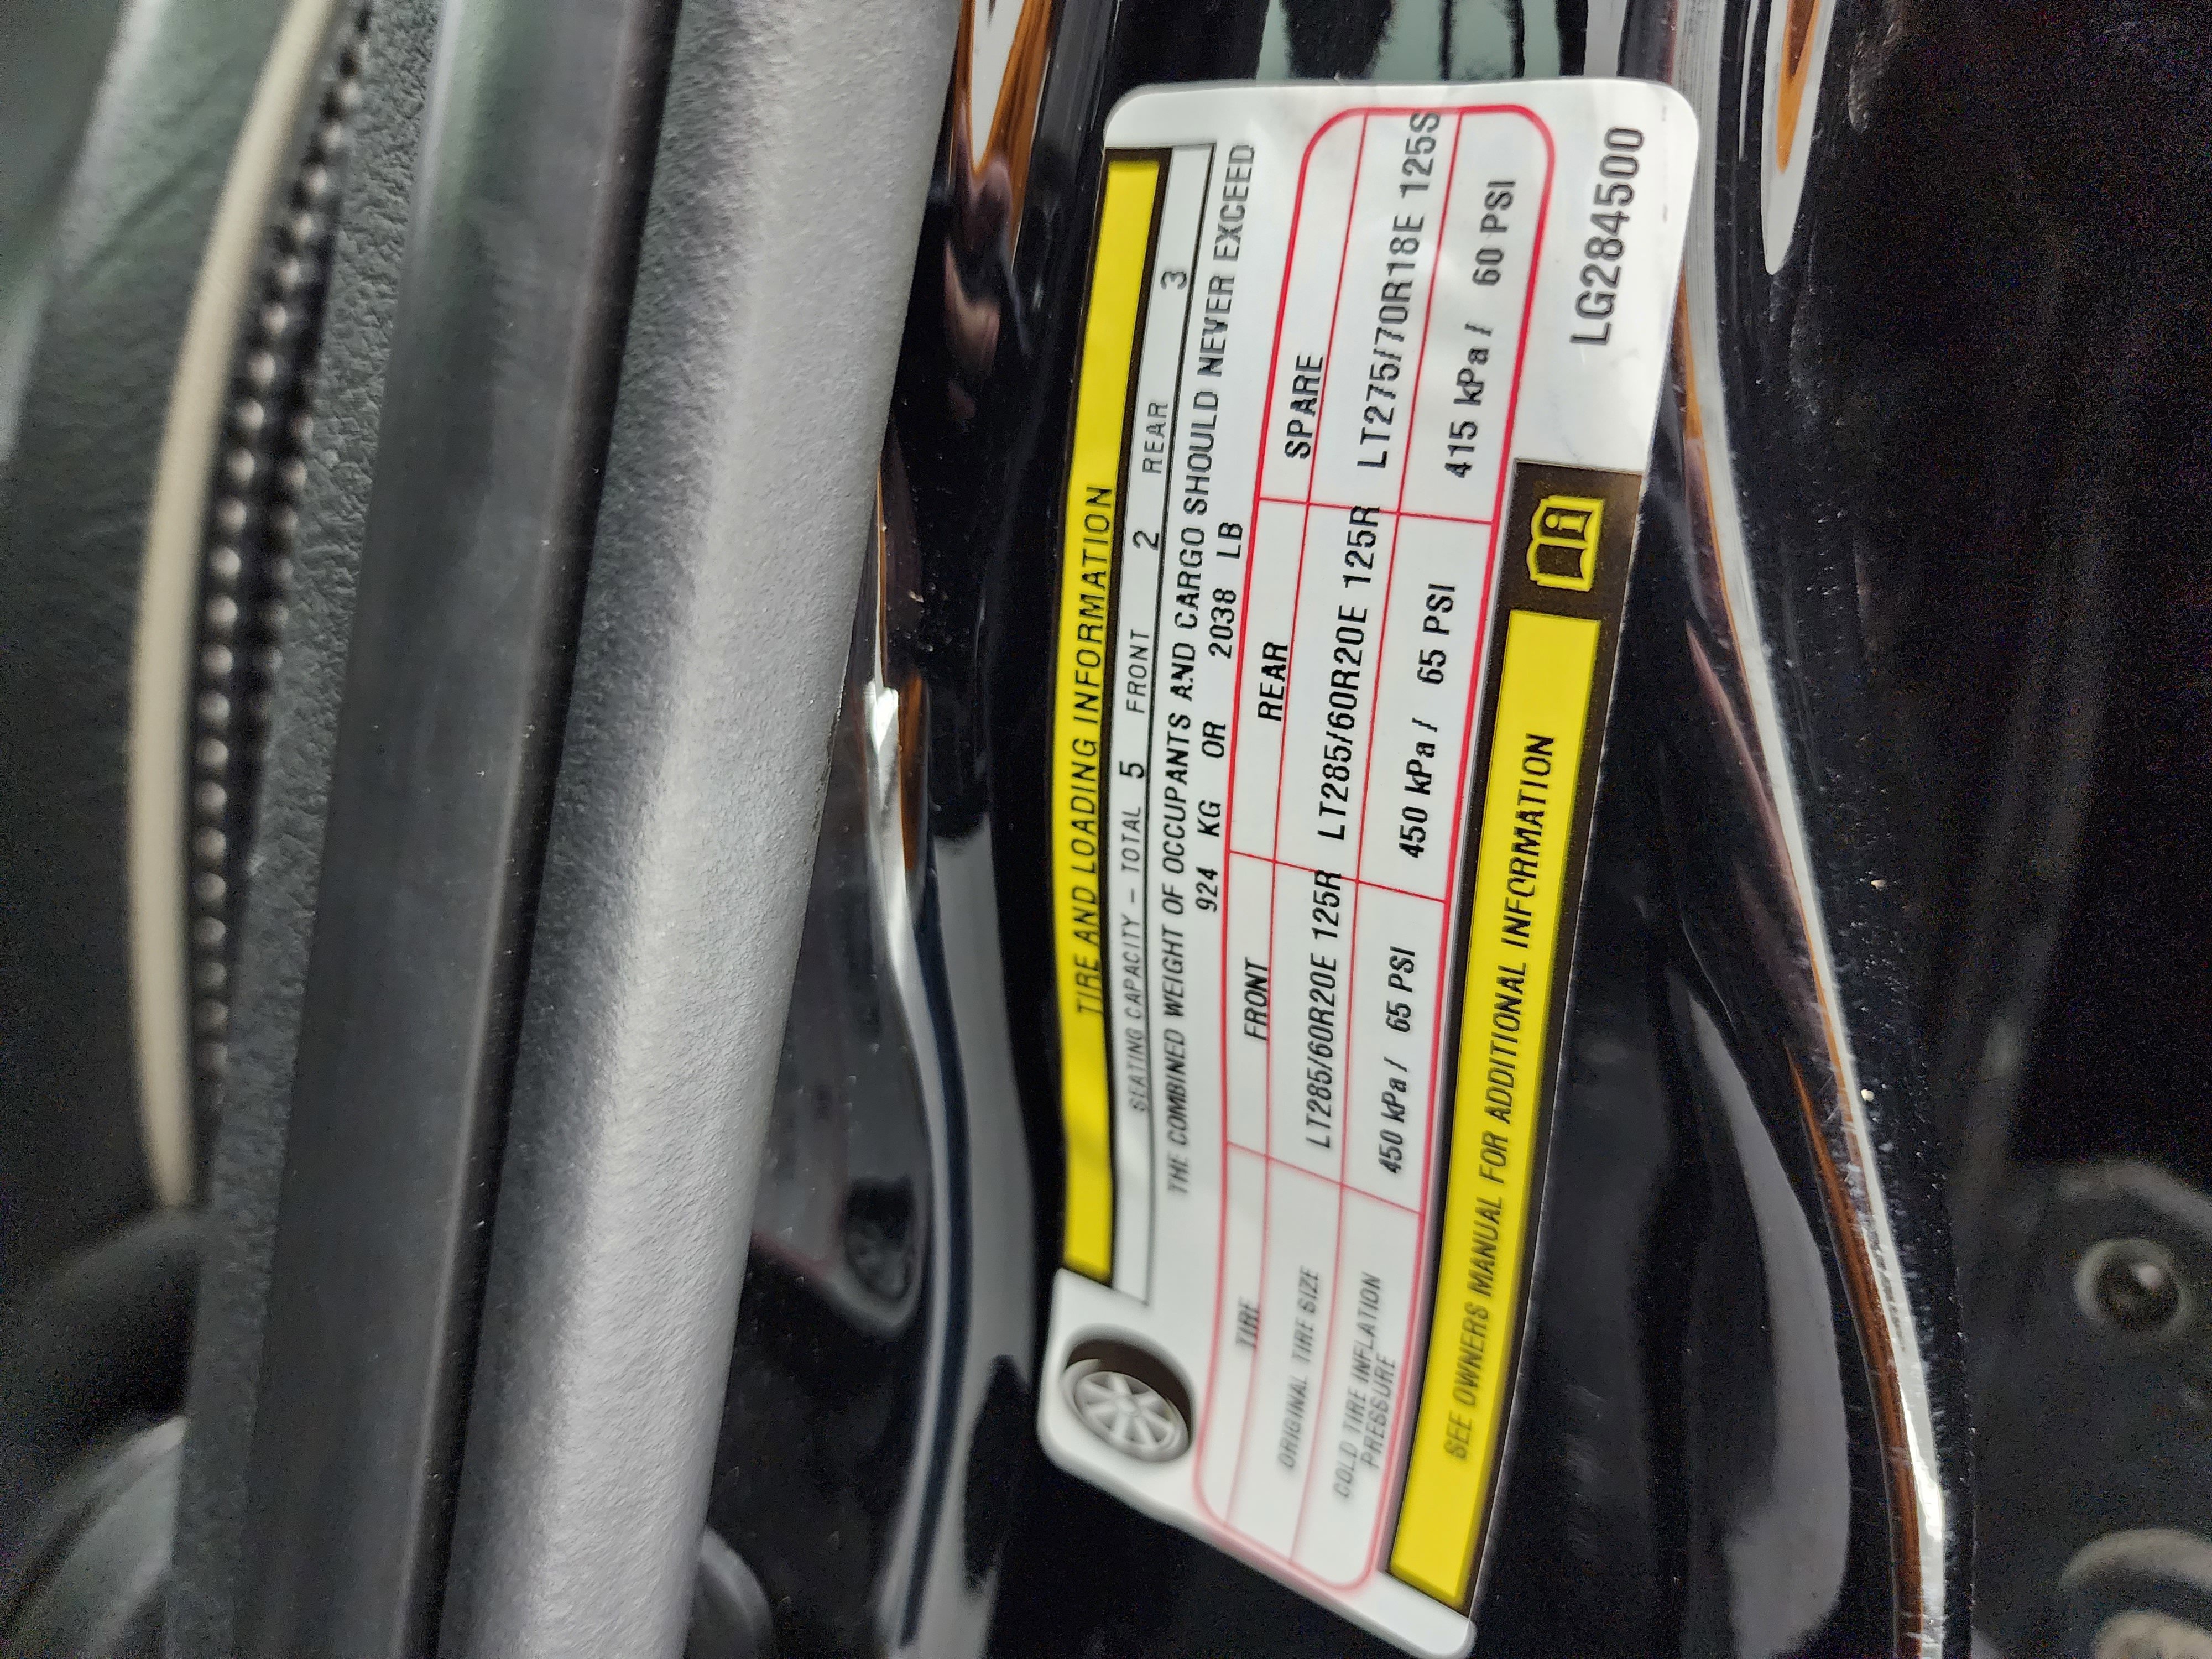 TIRE AND LOADING INFORMATION
SEATING CAPACITY - TOTAL 5 FRONT 2 REAR 3
THE COMBINED WEIGHT OF OCCUPANTS AND CARGO SHOULD NEVER EXCEED
924 KG OR 2038 LB
TIRE FRONT REAR SPARE
ORIGINAL TIRE SIZE LT285/60R20E 125R LT285/60R20E 125R LT275/70R18E 125S
COLD TIRE INFLATION PRESSURE 450 kPa / 65 PSI 450 kPa / 65 PSI 415 kPa / 60 PSI
SEE OWNERS MANUAL FOR ADDITIONAL INFORMATION
LG284500